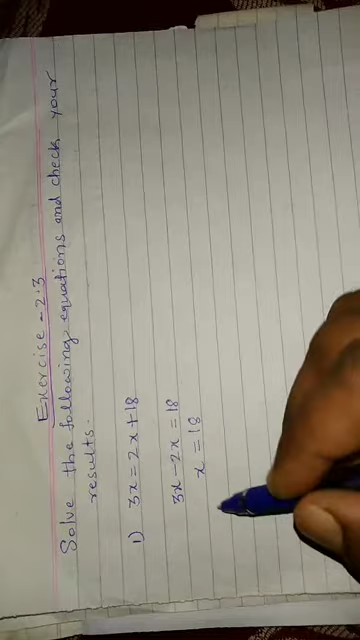 Exercise - 2.3
Solve the following equations and check your
results.
1) 3x = 2x + 18
3x - 2x = 18
x = 18